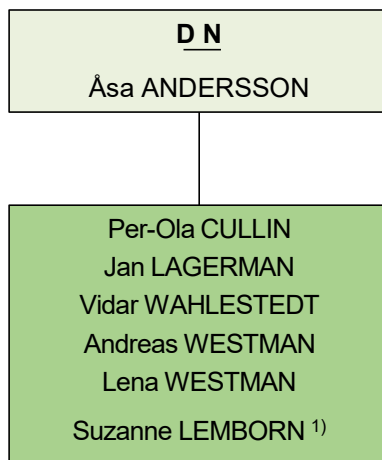 D N
Åsa ANDERSSON
Per-Ola CULLIN
Jan LAGERMAN
Vidar WAHLESTEDT
Andreas WESTMAN
Lena WESTMAN
Suzanne LEMBORN 1)